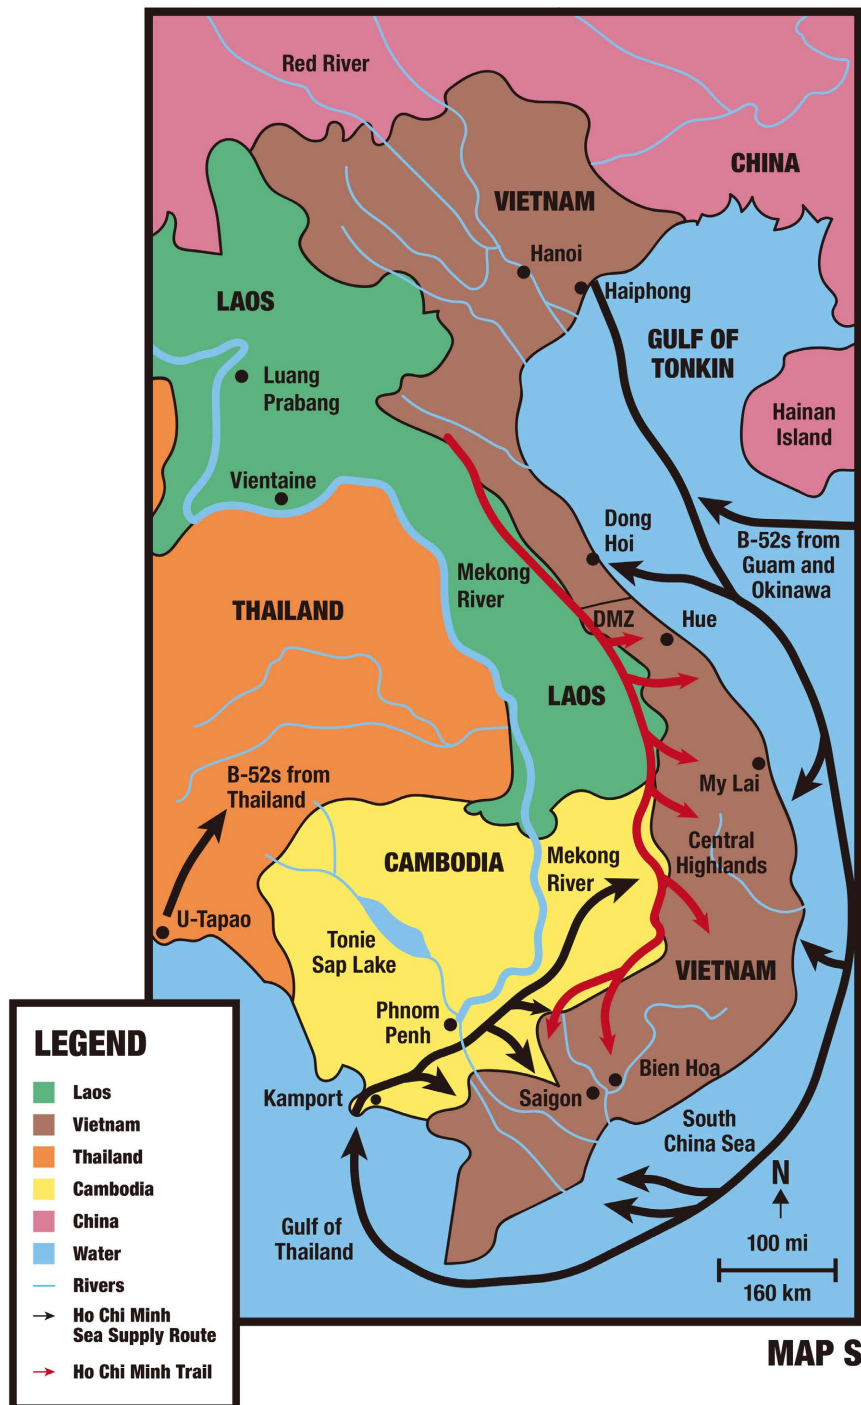 Red River
CHINA
VIETNAM
Hanoi
Haiphong
LAOS
GULF OF
TONKIN
Luang
Prabang
Hainan
Island
Vientaine
Dong
Hoi
B-52s from
Guam and
Okinawa
Mekong
River
THAILAND
DMZ
Hue
LAOS
B-52s from
Thailand
My Lai
Central
Highlands
CAMBODIA
Mekong
River
U-Tapao
Tonie
Sap Lake
VIETNAM
Phnom
Penh
Bien Hoa
Kamport
Saigon
South
China Sea
N
Gulf of
Thailand
100 mi
160 km
LEGEND
Laos
Vietnam
Thailand
Cambodia
China
Water
Rivers
Ho Chi Minh
Sea Supply Route
Ho Chi Minh Trail
MAP S